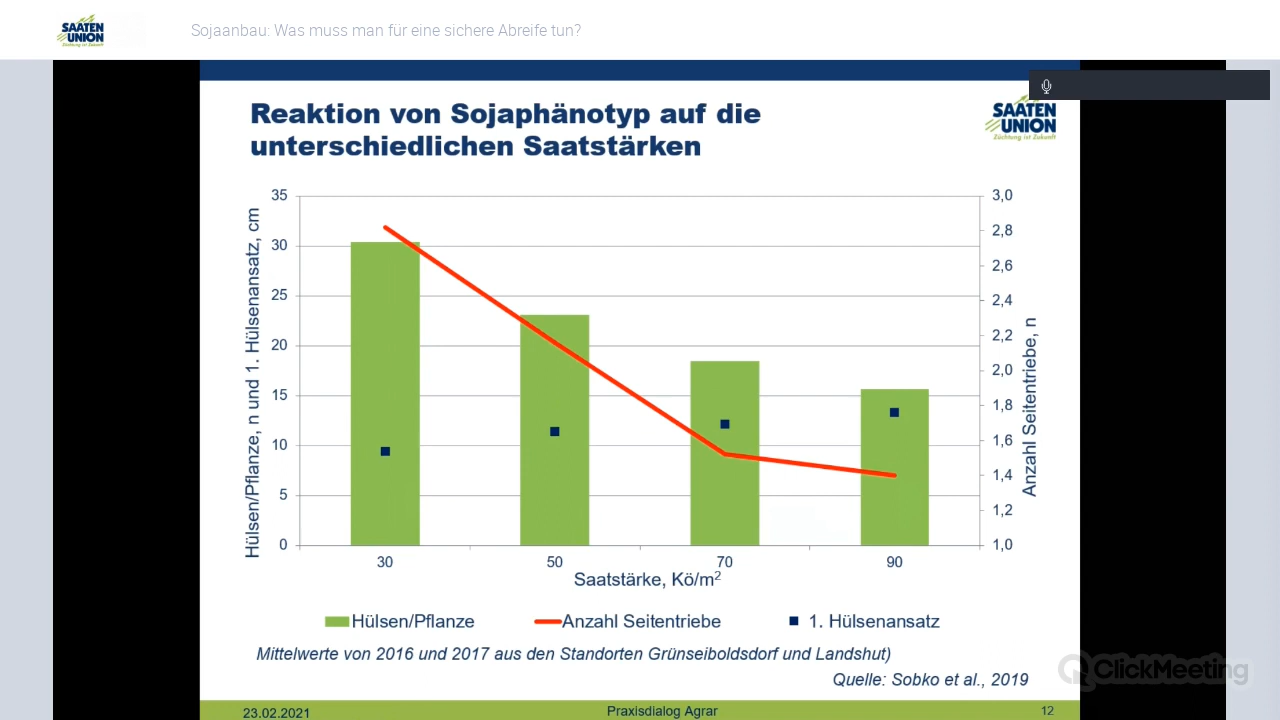 SAATEN
UNION
Züchtung ist Zukunft
Sojaanbau: Was muss man für eine sichere Abreife tun?
Reaktion von Sojaphänotyp auf die
unterschiedlichen Saatstärken
SAATEN
UNION
Züchtung ist Zukunft
Hülsen/Pflanze, n und 1. Hülsenansatz, cm
35
30
25
20
15
10
5
0
3,0
2,8
2,6
2,4
2,2
2,0
1,8
1,6
1,4
1,2
1,0
Anzahl Seitentriebe, n
30 50 70 90
Saatstärke, Kö/m²
Hülsen/Pflanze Anzahl Seitentriebe 1. Hülsenansatz
Mittelwerte von 2016 und 2017 aus den Standorten Grünseiboldsdorf und Landshut)
Quelle: Sobko et al., 2019
ClickMeeting
23.02.2021 Praxisdialog Agrar 12